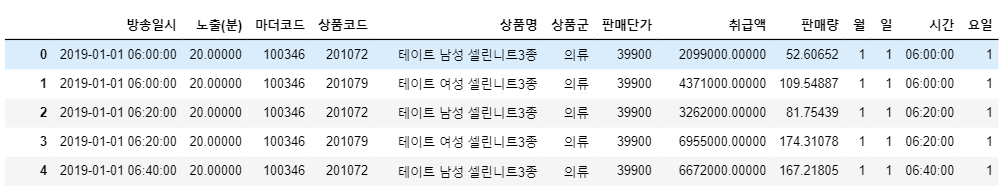 방송일시 노출(분) 마더코드 상품코드 상품명 상품군 판매단가 취급액 판매량 월 일 시간 요일
0 2019-01-01 06:00:00 20.00000 100346 201072 테이트 남성 셀린니트3종 의류 39900 2099000.00000 52.60652 1 1 06:00:00 1
1 2019-01-01 06:00:00 20.00000 100346 201079 테이트 여성 셀린니트3종 의류 39900 4371000.00000 109.54887 1 1 06:00:00 1
2 2019-01-01 06:20:00 20.00000 100346 201072 테이트 남성 셀린니트3종 의류 39900 3262000.00000 81.75439 1 1 06:20:00 1
3 2019-01-01 06:20:00 20.00000 100346 201079 테이트 여성 셀린니트3종 의류 39900 6955000.00000 174.31078 1 1 06:20:00 1
4 2019-01-01 06:40:00 20.00000 100346 201072 테이트 남성 셀린니트3종 의류 39900 6672000.00000 167.21805 1 1 06:40:00 1